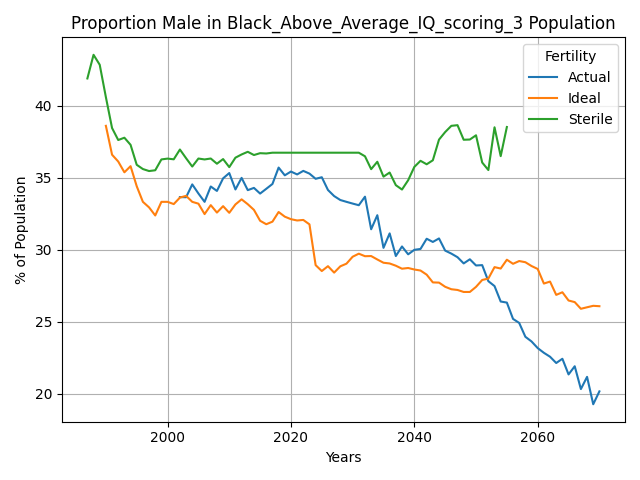 Proportion Male in Black_Above_Average_IQ_scoring_3 Population
Fertility
Actual
Ideal
Sterile
% of Population
40
35
30
25
20
2000
2020
2040
2060
Years